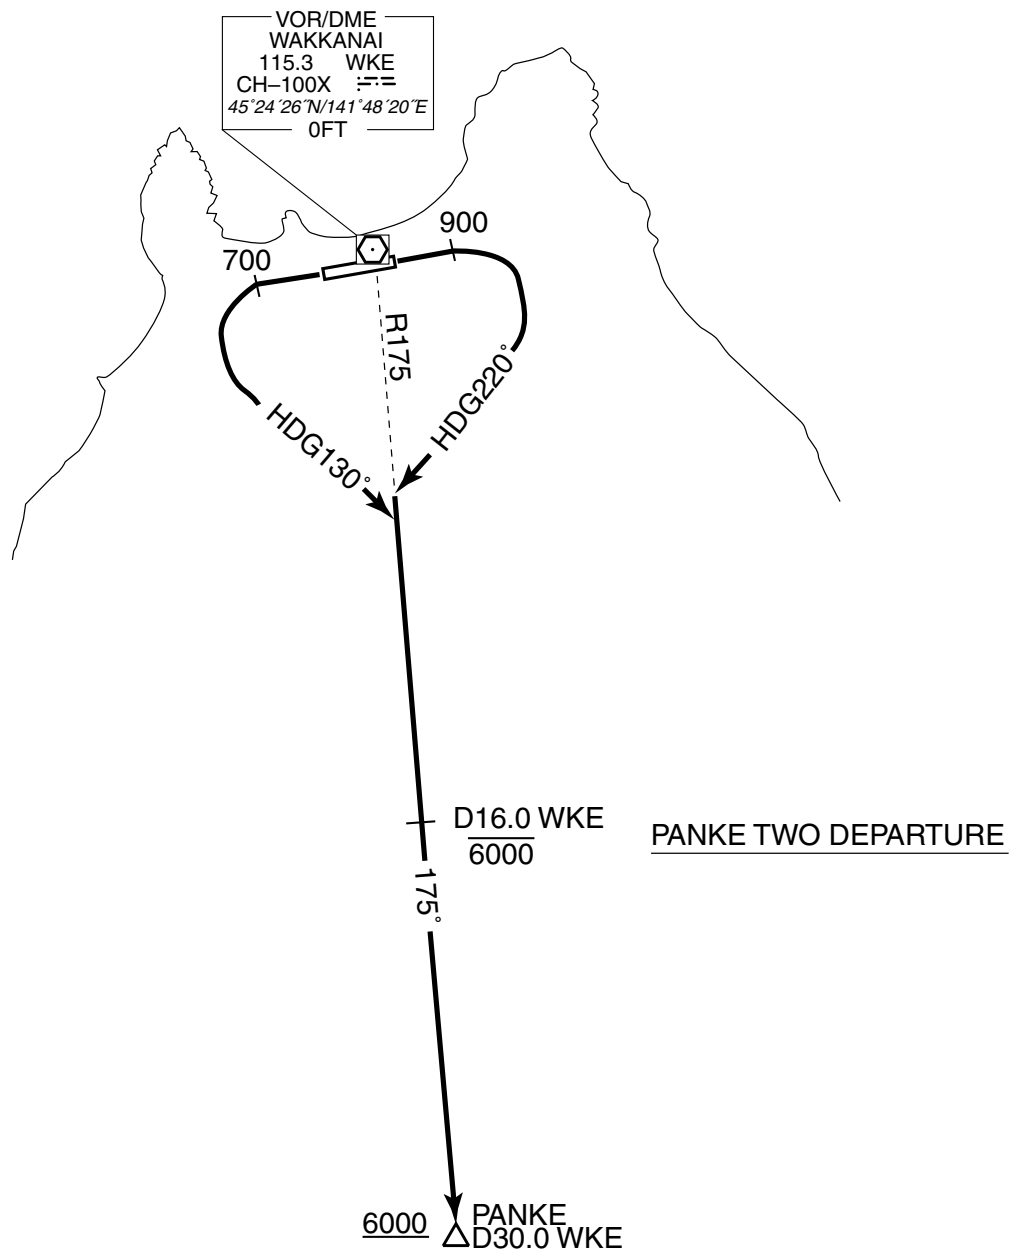 VOR/DME
WAKKANAI
115.3 WKE
CH–100X
45°24´26˝N/141°48´20˝E
0FT
900
700
R175
HDG220°
HDG130°
D16.0 WKE
6000
PANKE TWO DEPARTURE
175°
6000
PANKE
D30.0 WKE